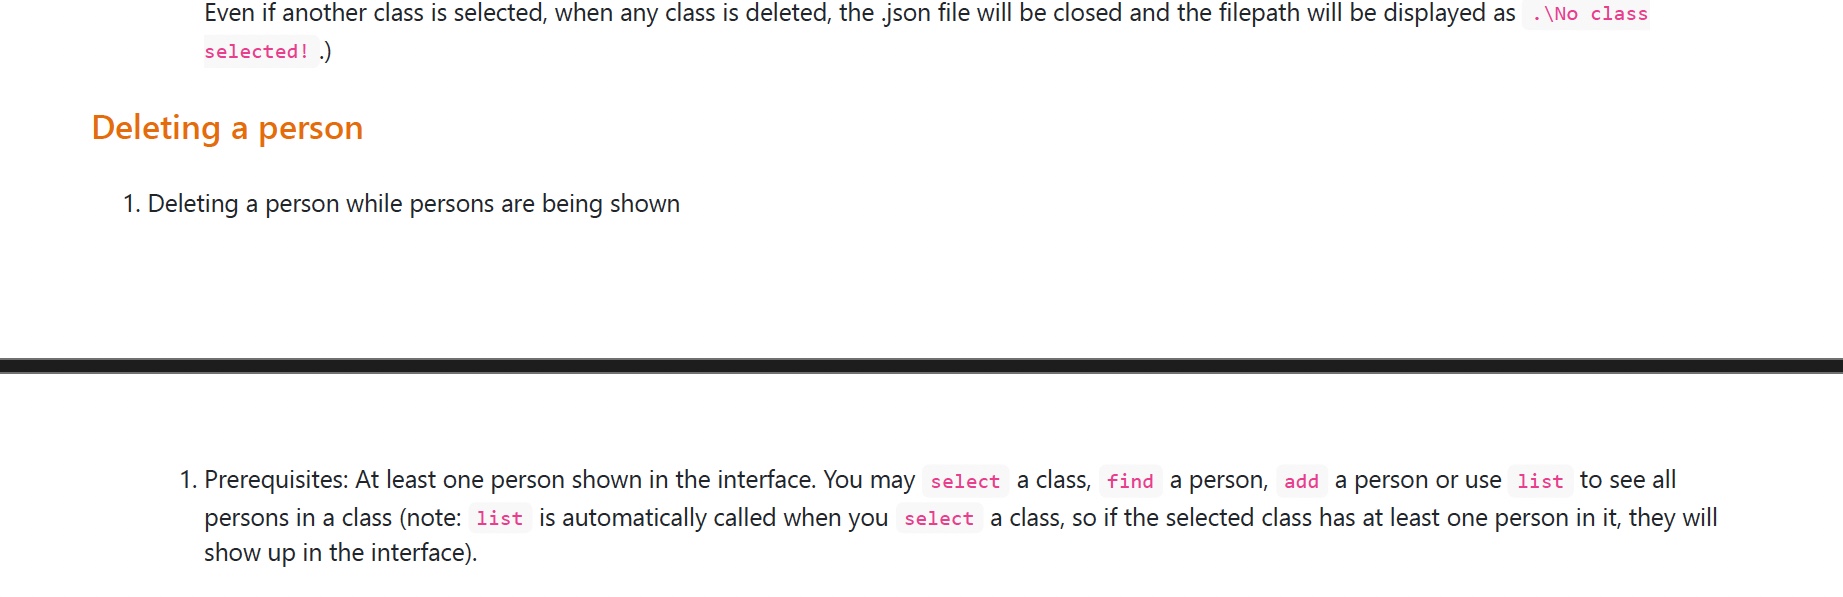 Even if another class is selected, when any class is deleted, the .json file will be closed and the filepath will be displayed as .\No class
selected! .)
Deleting a person
1. Deleting a person while persons are being shown
1. Prerequisites: At least one person shown in the interface. You may select a class, find a person, add a person or use list to see all
persons in a class (note: list is automatically called when you select a class, so if the selected class has at least one person in it, they will
show up in the interface).